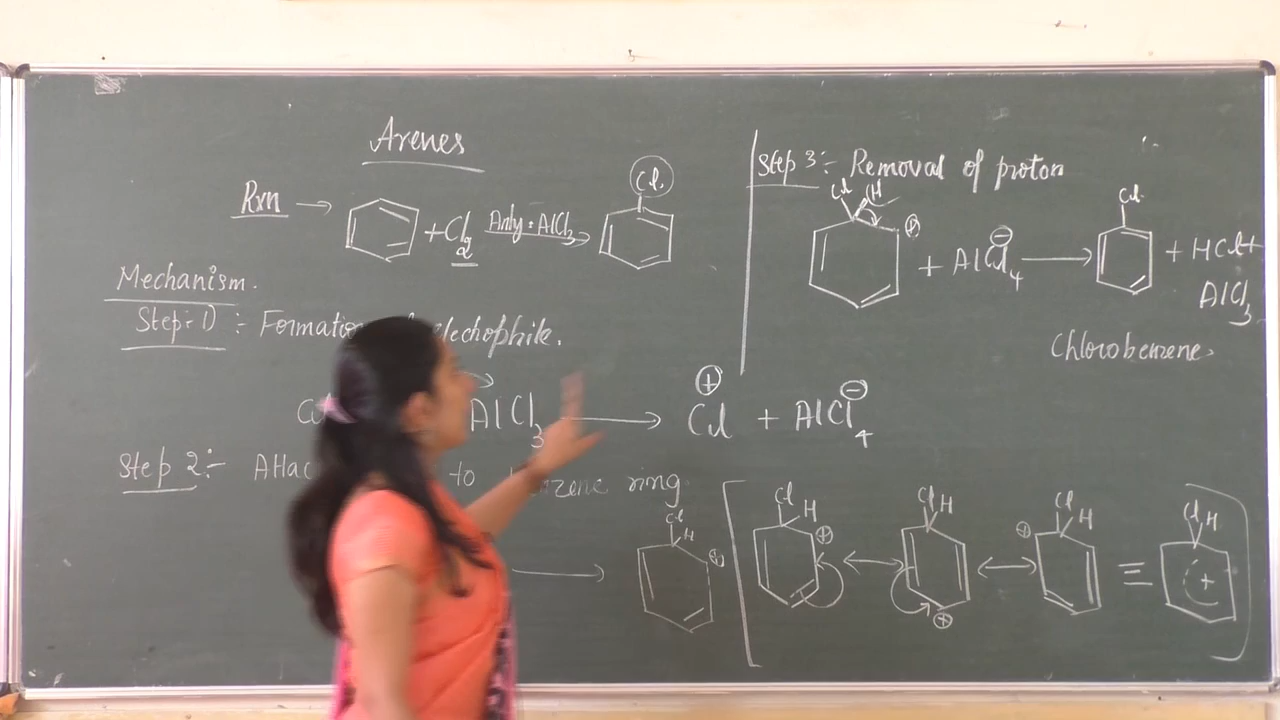 Arenes
Rxn → + Cl2 Anhy: AlCl3 → Cl
Mechanism.
Step-1) :- Formation electrophile.
AlCl3 → Cl⊕ + AlCl4⊖
Step 2:- to ring
→ Cl H ⊕ [ Cl H ⊕ ↔ Cl H ⊕ ↔ ⊕ Cl H ≡ Cl H + ]
Step 3:- Removal of proton
Cl H ⊕ + AlCl4⊖ → Cl + HCl +
AlCl3
Chlorobenzene.